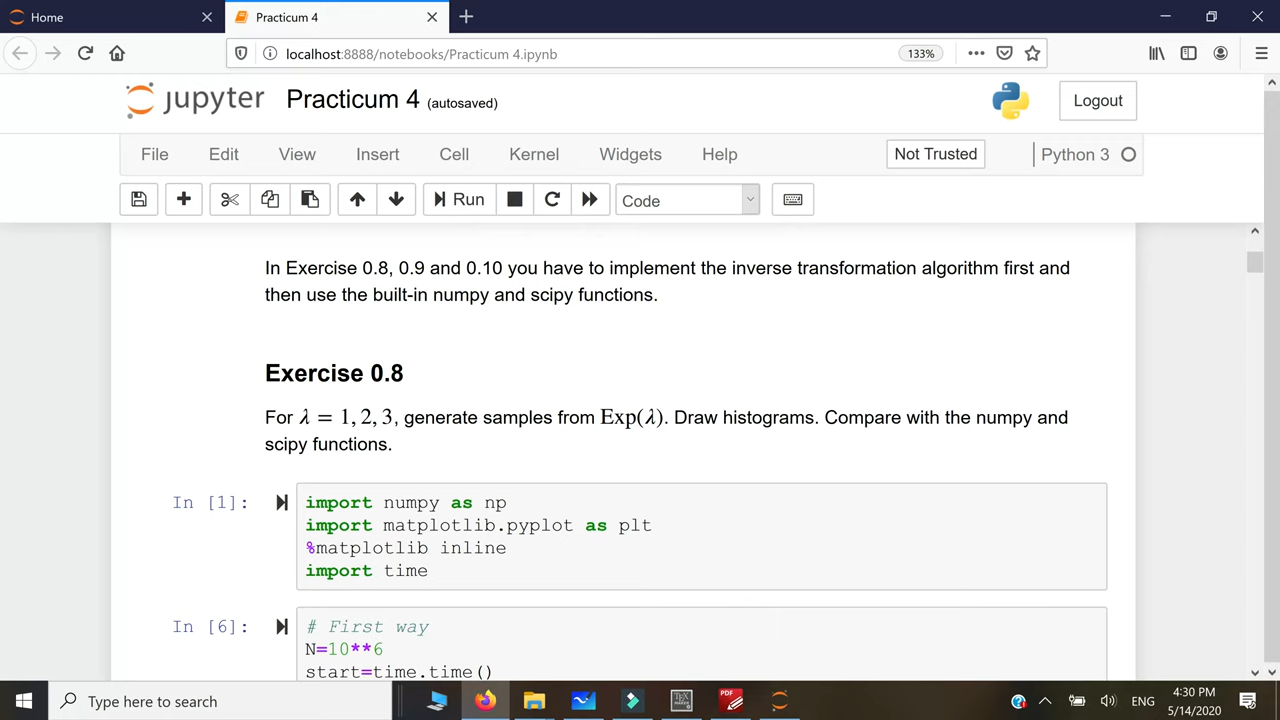 Home
Practicum 4
localhost:8888/notebooks/Practicum 4.ipynb
133%
jupyter Practicum 4 (autosaved)
Logout
File Edit View Insert Cell Kernel Widgets Help
Not Trusted
Python 3
Run
Code
In Exercise 0.8, 0.9 and 0.10 you have to implement the inverse transformation algorithm first and
then use the built-in numpy and scipy functions.
Exercise 0.8
For λ = 1, 2, 3, generate samples from Exp(λ). Draw histograms. Compare with the numpy and
scipy functions.
In [1]:
import numpy as np
import matplotlib.pyplot as plt
%matplotlib inline
import time
In [6]:
# First way
N=10**6
start=time.time()
Type here to search
ENG
4:30 PM
5/14/2020